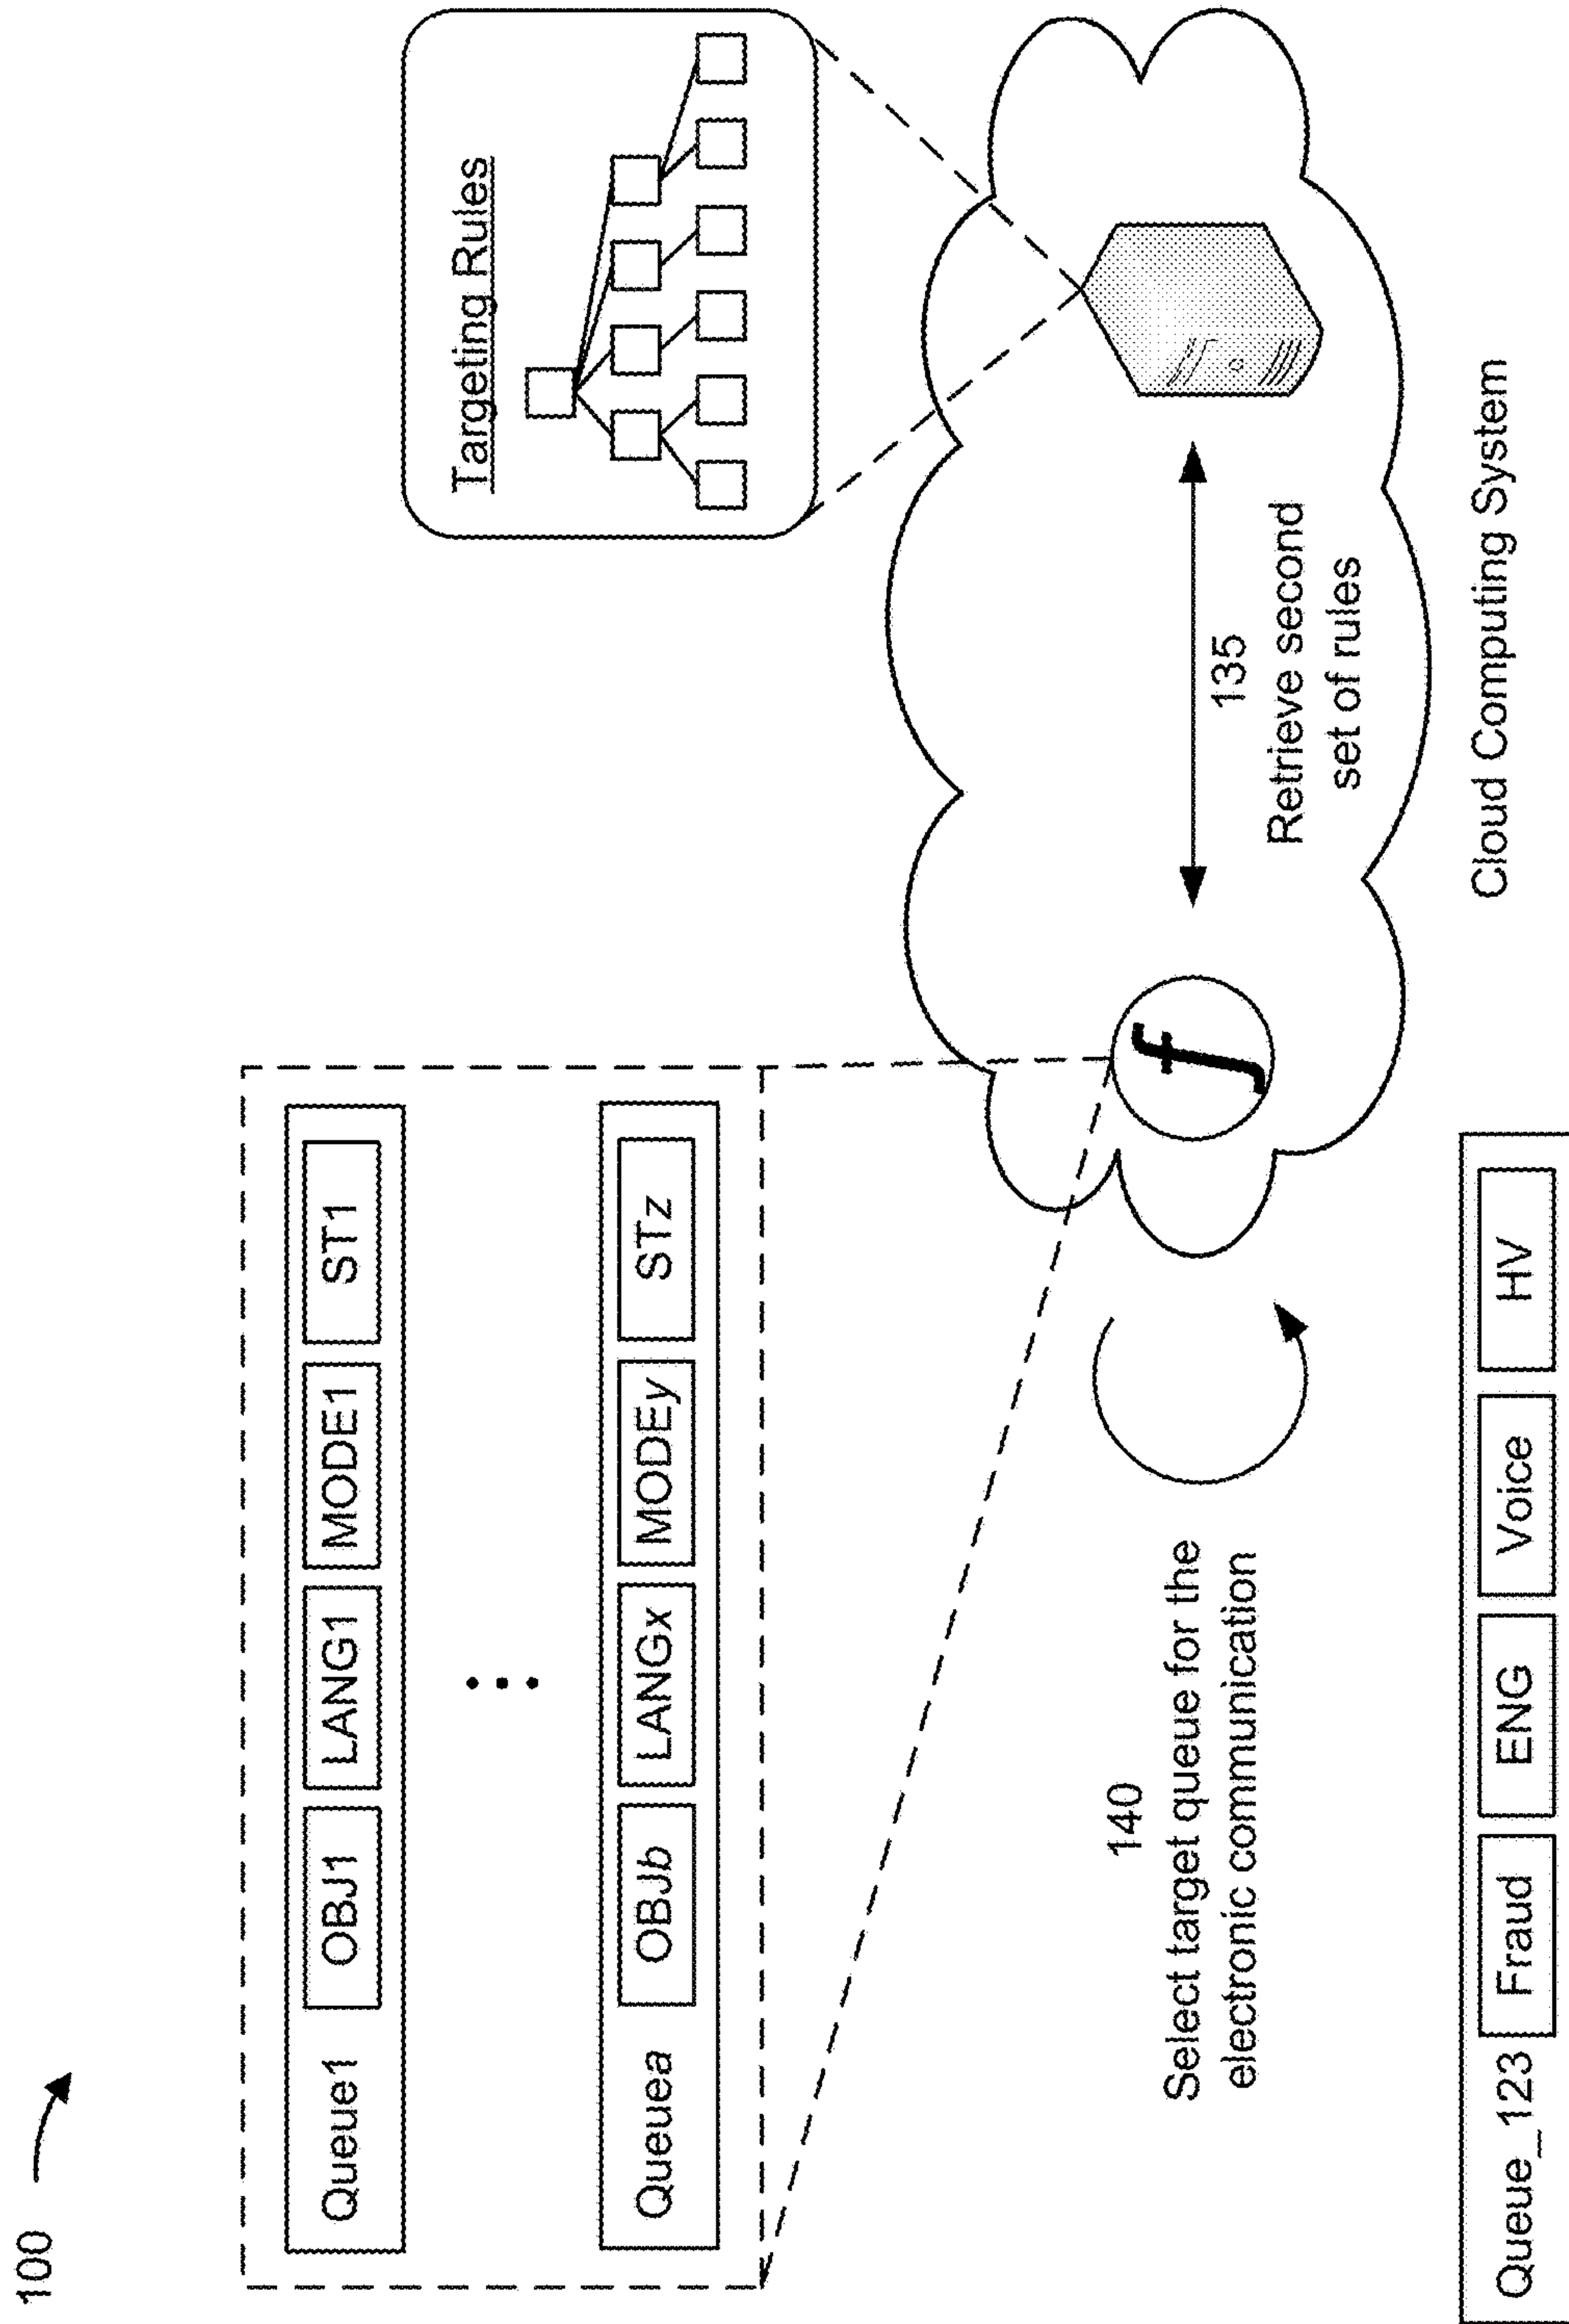 100
Queue1 OBJ1 LANG1 MODE1 ST1
Queuea OBJb LANGx MODEy STz
Targeting Rules
140
Select target queue for the
electronic communication
f
135
Retrieve second
set of rules
Cloud Computing System
Queue_123 Fraud ENG Voice HV